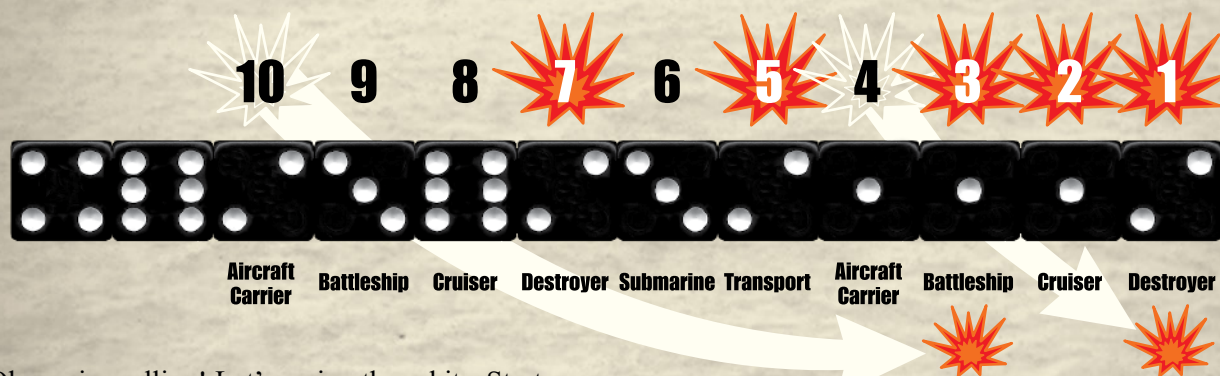 10 9 8 7 6 5 4 3 2 1
Aircraft Carrier Battleship Cruiser Destroyer Submarine Transport Aircraft Carrier Battleship Cruiser Destroyer